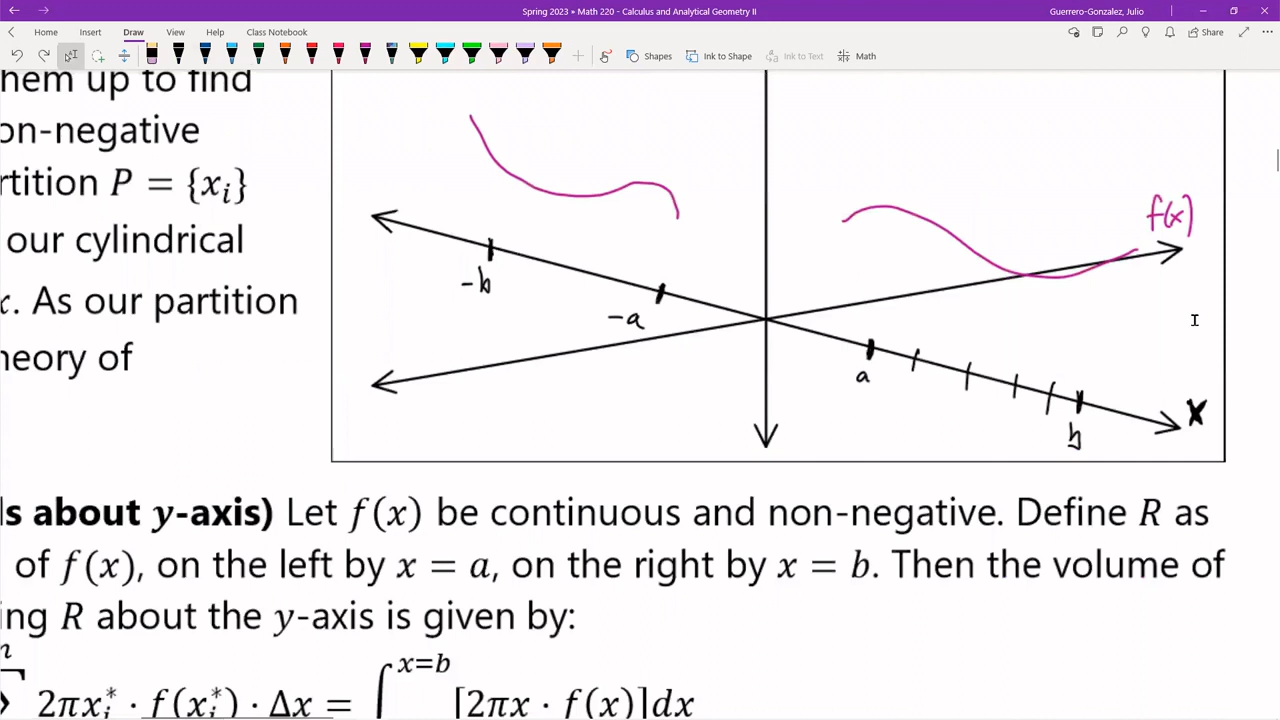 Spring 2023 » Math 220 - Calculus and Analytical Geometry II
Guerrero-Gonzalez, Julio
Home Insert Draw View Help Class Notebook
Share
Shapes Ink to Shape Ink to Text Math
hem up to find
on-negative
rtition P = {xᵢ}
our cylindrical
x. As our partition
heory of
f(x)
-b
-a
a
b
x
ls about y-axis) Let f(x) be continuous and non-negative. Define R as
of f(x), on the left by x = a, on the right by x = b. Then the volume of
ing R about the y-axis is given by:
n x=b
2πxᵢ* · f(xᵢ*) · Δx = ∫ [2πx · f(x)]dx